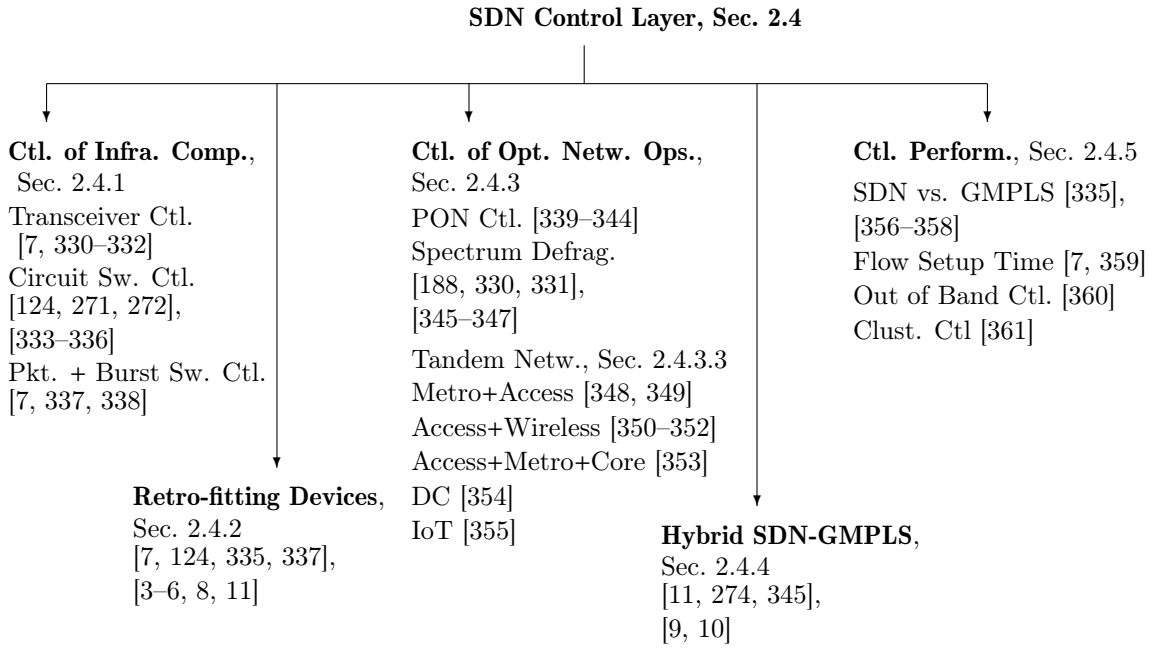 SDN Control Layer, Sec. 2.4
Ctl. of Infra. Comp.,
Sec. 2.4.1
Transceiver Ctl.
[7, 330–332]
Circuit Sw. Ctl.
[124, 271, 272],
[333–336]
Pkt. + Burst Sw. Ctl.
[7, 337, 338]
Retro-fitting Devices,
Sec. 2.4.2
[7, 124, 335, 337],
[3–6, 8, 11]
Ctl. of Opt. Netw. Ops.,
Sec. 2.4.3
PON Ctl. [339–344]
Spectrum Defrag.
[188, 330, 331],
[345–347]
Tandem Netw., Sec. 2.4.3.3
Metro+Access [348, 349]
Access+Wireless [350–352]
Access+Metro+Core [353]
DC [354]
IoT [355]
Hybrid SDN-GMPLS,
Sec. 2.4.4
[11, 274, 345],
[9, 10]
Ctl. Perform., Sec. 2.4.5
SDN vs. GMPLS [335],
[356–358]
Flow Setup Time [7, 359]
Out of Band Ctl. [360]
Clust. Ctl [361]